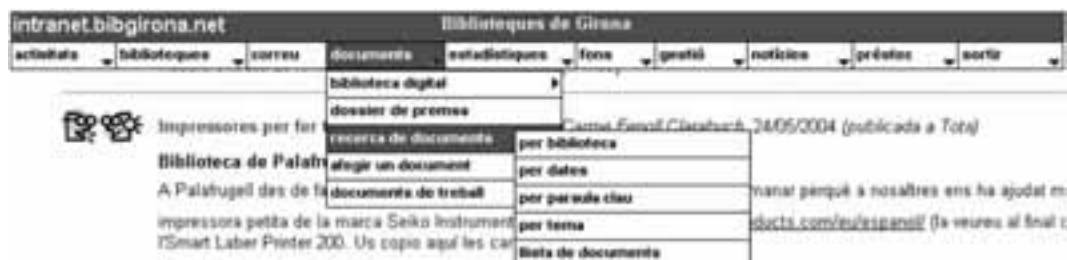 intranet.bibgirona.net Biblioteques de Girona
activitats biblioteques correu documents estadístiques fons gestió notícies préstec sortir
biblioteca digital
dossier de premsa
Impressores per fer Carme Fenoll Clarabuch, 24/05/2004 (publicada a Tots)
recerca de documents per biblioteca
Biblioteca de Palafru
afegir un document per dates
A Palafrugell des de fa documents de treball per paraula clau manar perquè a nosaltres ens ha ajudat m
impressora petita de la marca Seiko Instrument per tema ducts.com/eu/espanol/ (la veureu al final
l'Smart Laber Printer 200. Us copio aquí les car llista de documents